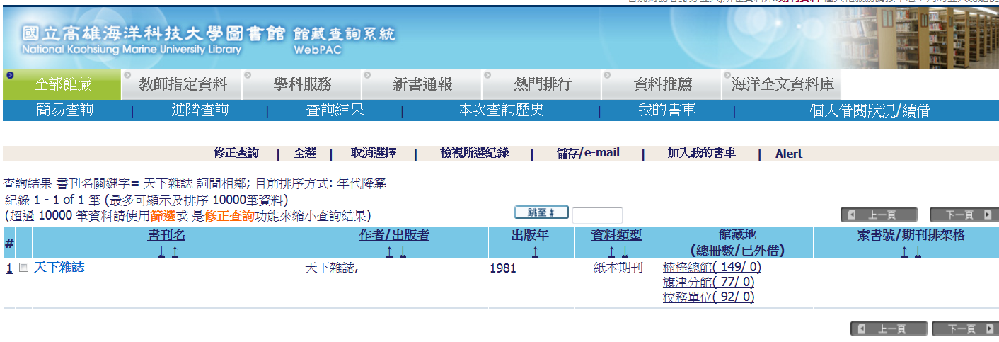 國立高雄海洋科技大學圖書館 館藏查詢系統
National Kaohsiung Marine University Library WebPAC
全部館藏 教師指定資料 學科服務 新書通報 熱門排行 資料推薦 海洋全文資料庫
簡易查詢 | 進階查詢 | 查詢結果 | 本次查詢歷史 | 我的書車 | 個人借閱狀況/續借
修正查詢 | 全選 | 取消選擇 | 檢視所選紀錄 | 儲存/e-mail | 加入我的書車 | Alert
查詢結果 書刊名關鍵字= 天下雜誌 詞間相鄰; 目前排序方式: 年代降冪
紀錄 1 - 1 of 1 筆 (最多可顯示及排序 10000筆資料)
(超過 10000 筆資料請使用篩選或 是修正查詢功能來縮小查詢結果)
跳至 # 上一頁 下一頁
# 書刊名 作者/出版者 出版年 資料類型 館藏地 索書號/期刊排架格
↓ ↑ ↑ ↓ ↑ ↑ ↓ (總冊數/已外借) ↑ ↓
1 天下雜誌 天下雜誌, 1981 紙本期刊 楠梓總館( 149/ 0)
旗津分館( 77/ 0)
校務單位( 92/ 0)
上一頁 下一頁